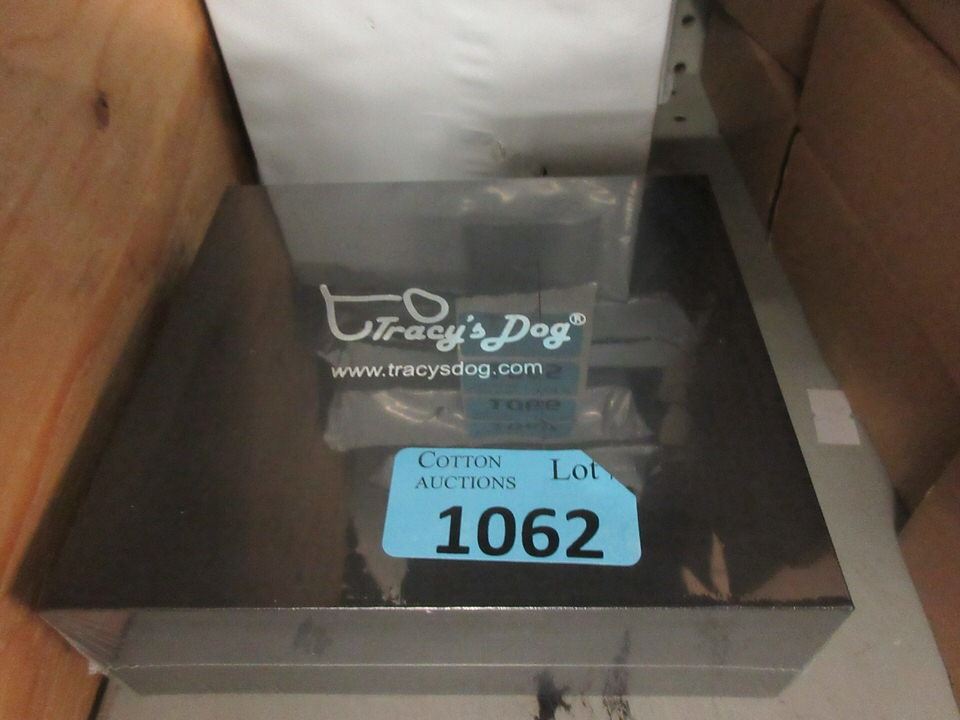 Tracy's Dog®
www.tracysdog.com
COTTON AUCTIONS
Lot
1062